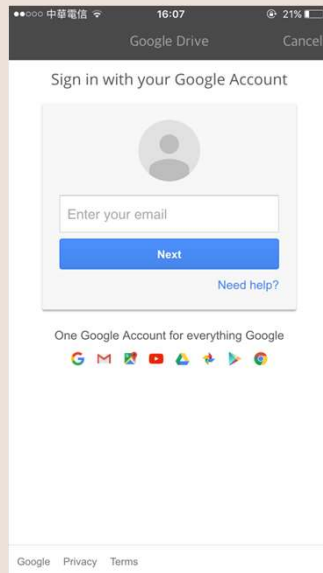 中華電信 16:07 21%
Google Drive Cancel
Sign in with your Google Account
Enter your email
Next
Need help?
One Google Account for everything Google
Google Privacy Terms